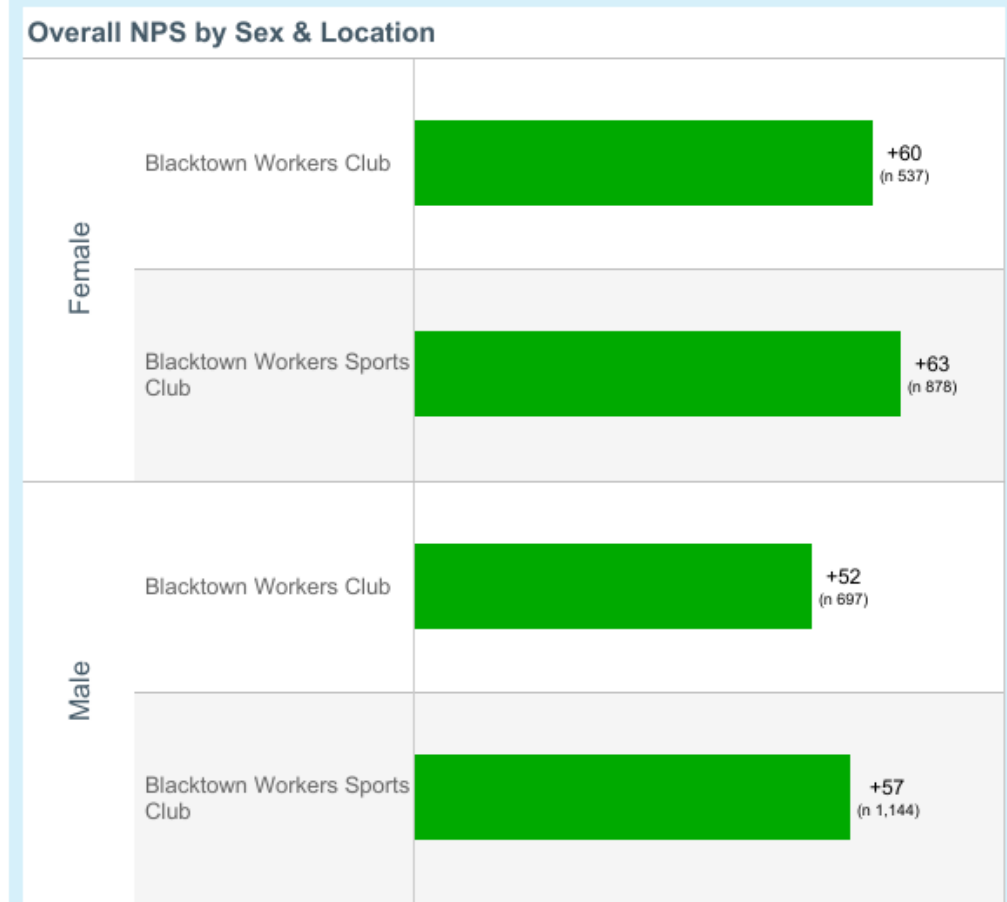 Overall NPS by Sex & Location
Female
Blacktown Workers Club
+60
(n 537)
Blacktown Workers Sports
Club
+63
(n 878)
Male
Blacktown Workers Club
+52
(n 697)
Blacktown Workers Sports
Club
+57
(n 1,144)